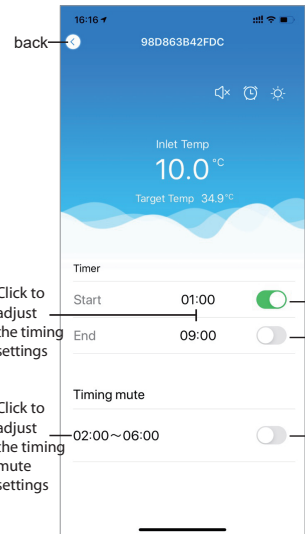 16:16
back
98D863B42FDC
Inlet Temp
10.0°C
Target Temp 34.9°C
Timer
Click to
adjust
the timing
settings
Start 01:00
End 09:00
Timing mute
Click to
adjust
the timing
mute
settings
02:00～06:00